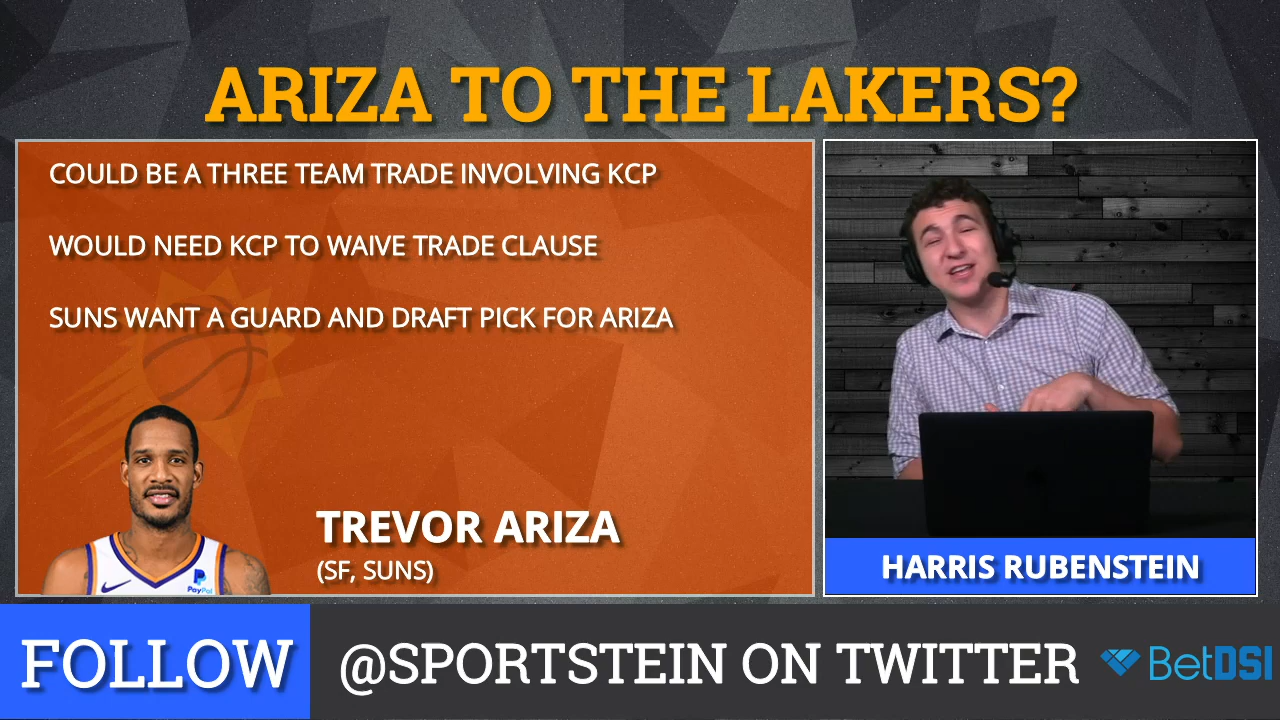 ARIZA TO THE LAKERS?
COULD BE A THREE TEAM TRADE INVOLVING KCP
WOULD NEED KCP TO WAIVE TRADE CLAUSE
SUNS WANT A GUARD AND DRAFT PICK FOR ARIZA
PayPal
TREVOR ARIZA
(SF, SUNS)
HARRIS RUBENSTEIN
FOLLOW
@SPORTSTEIN ON TWITTER
BetDSI